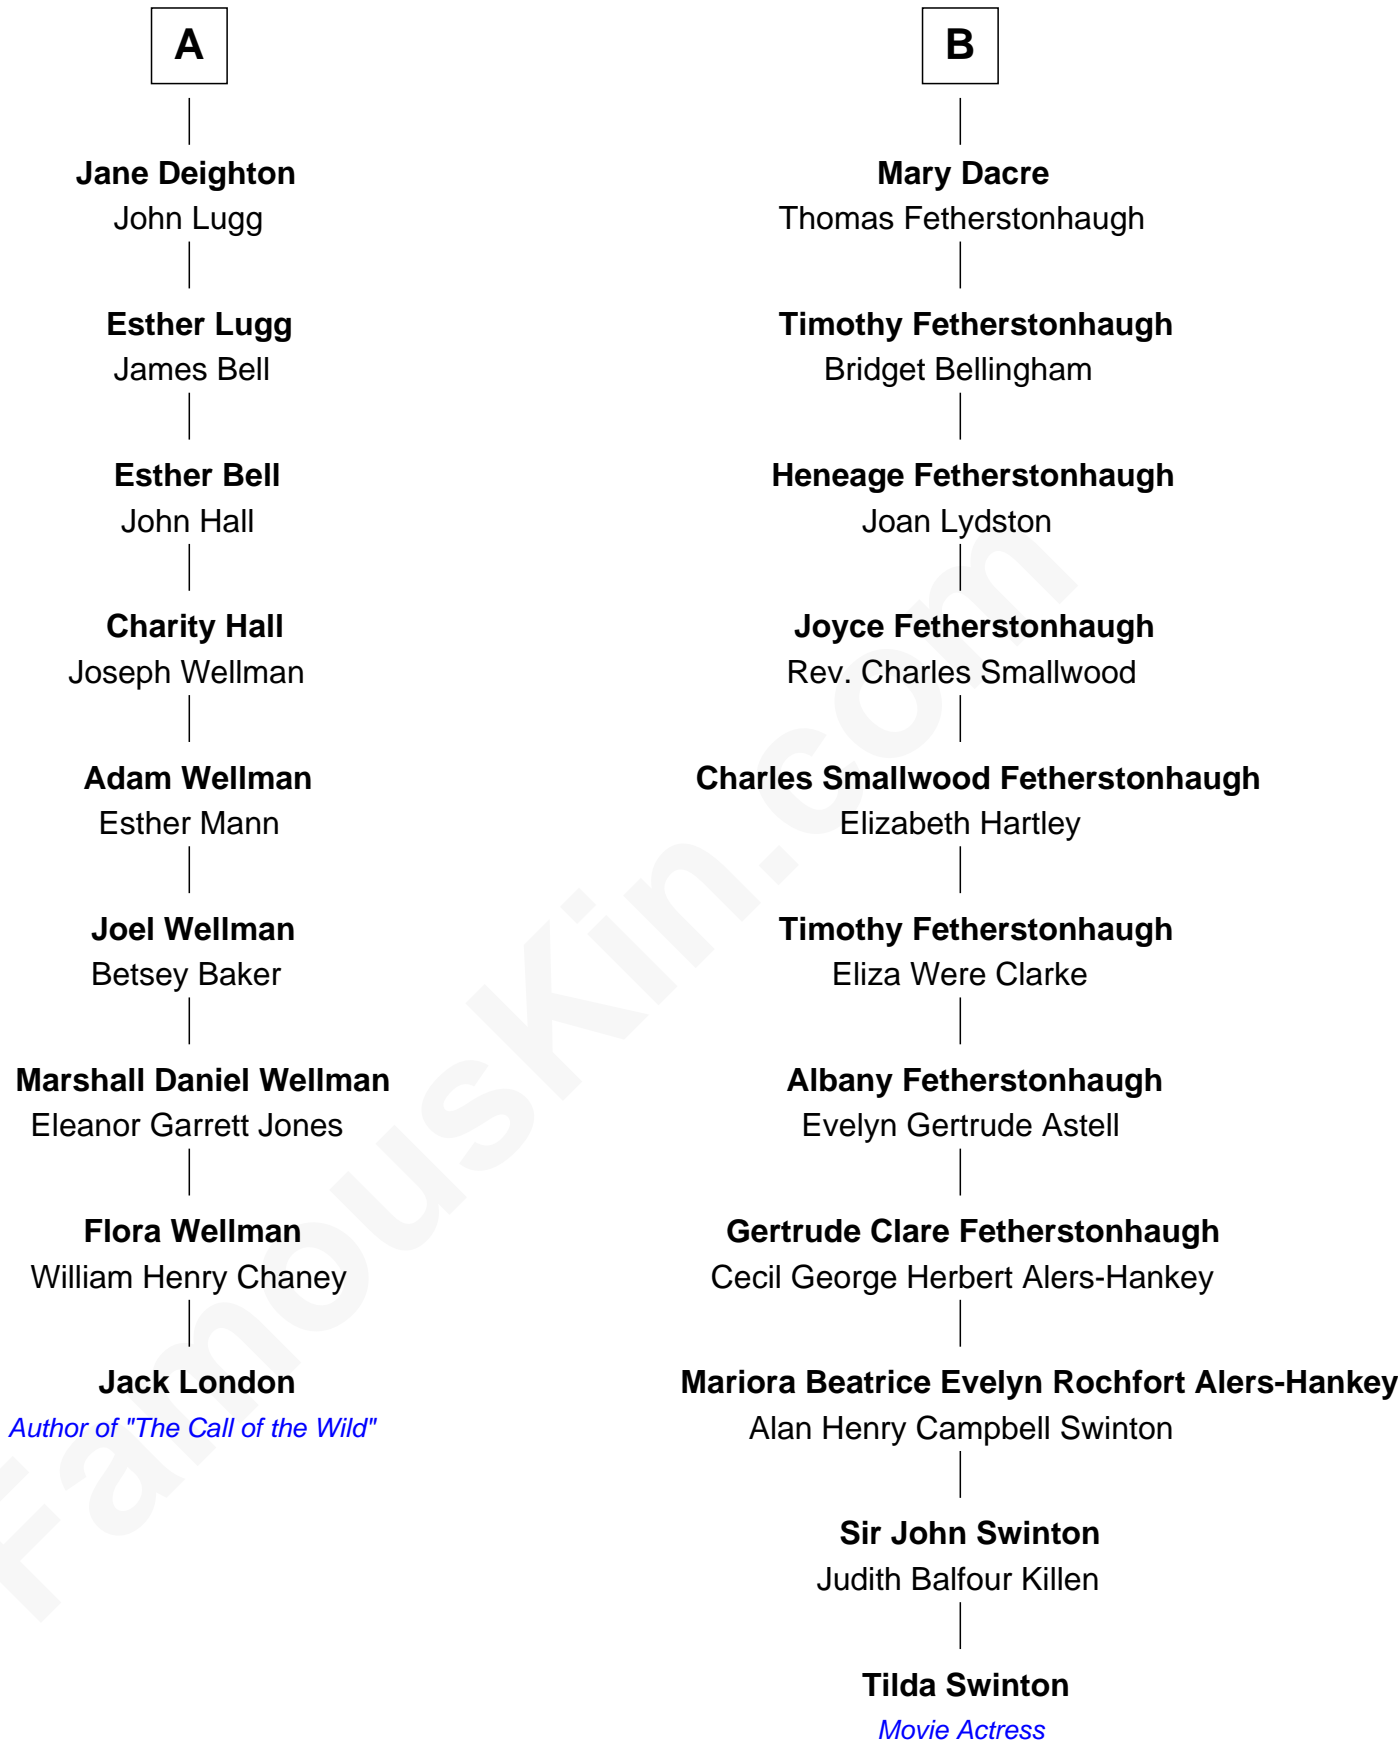 A
Jane Deighton
John Lugg
Esther Lugg
James Bell
Esther Bell
John Hall
Charity Hall
Joseph Wellman
Adam Wellman
Esther Mann
Joel Wellman
Betsey Baker
Marshall Daniel Wellman
Eleanor Garrett Jones
Flora Wellman
William Henry Chaney
Jack London
Author of "The Call of the Wild"
B
Mary Dacre
Thomas Fetherstonhaugh
Timothy Fetherstonhaugh
Bridget Bellingham
Heneage Fetherstonhaugh
Joan Lydston
Joyce Fetherstonhaugh
Rev. Charles Smallwood
Charles Smallwood Fetherstonhaugh
Elizabeth Hartley
Timothy Fetherstonhaugh
Eliza Were Clarke
Albany Fetherstonhaugh
Evelyn Gertrude Astell
Gertrude Clare Fetherstonhaugh
Cecil George Herbert Alers-Hankey
Mariora Beatrice Evelyn Rochfort Alers-Hankey
Alan Henry Campbell Swinton
Sir John Swinton
Judith Balfour Killen
Tilda Swinton
Movie Actress
FamousKin.com